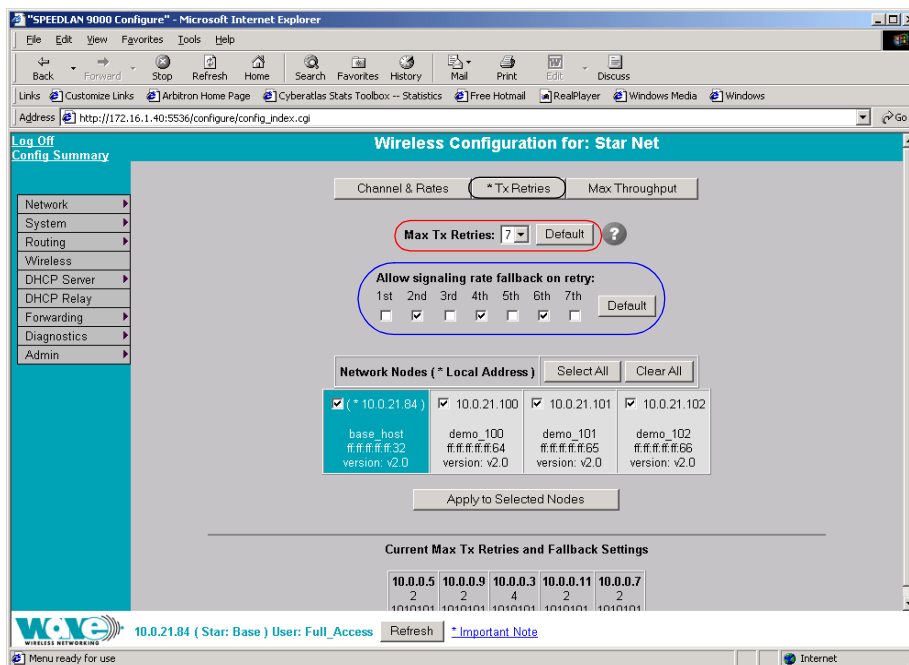 "SPEEDLAN 9000 Configure" - Microsoft Internet Explorer
File Edit View Favorites Tools Help
Back Forward Stop Refresh Home Search Favorites History Mail Print Edit Discuss
Links Customize Links Arbitron Home Page Cyberatlas Stats Toolbox -- Statistics Free Hotmail RealPlayer Windows Media Windows
Address http://172.16.1.40:5536/configure/config_index.cgi Go
Log Off
Config Summary
Wireless Configuration for: Star Net
Channel & Rates * Tx Retries Max Throughput
Network
System
Routing
Wireless
DHCP Server
DHCP Relay
Forwarding
Diagnostics
Admin
Max Tx Retries: 7 Default ?
Allow signaling rate fallback on retry:
1st 2nd 3rd 4th 5th 6th 7th
Default
Network Nodes ( * Local Address ) Select All Clear All
( * 10.0.21.84 ) 10.0.21.100 10.0.21.101 10.0.21.102
base_host demo_100 demo_101 demo_102
ff:ff:ff:ff:ff:32 ff:ff:ff:ff:ff:64 ff:ff:ff:ff:ff:65 ff:ff:ff:ff:ff:66
version: v2.0 version: v2.0 version: v2.0 version: v2.0
Apply to Selected Nodes
Current Max Tx Retries and Fallback Settings
10.0.0.5 10.0.0.9 10.0.0.3 10.0.0.11 10.0.0.7
2 2 4 2 2
1010101 1010101 1010101 1010101 1010101
WAVE
WIRELESS NETWORKING
10.0.21.84 ( Star: Base ) User: Full_Access Refresh * Important Note
Menu ready for use Internet